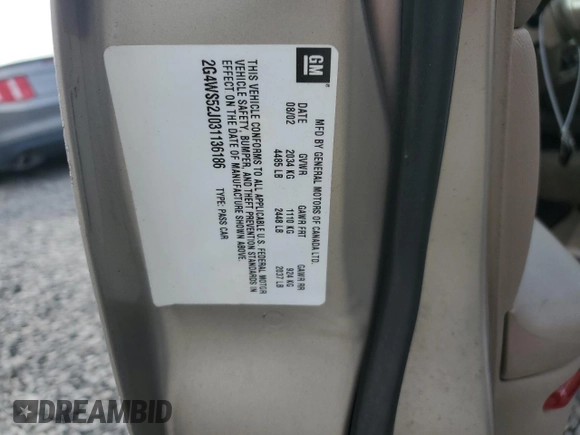 GM
MFD BY GENERAL MOTORS OF CANADA LTD.
DATE GVWR GAWR FRT GAWR RR
08/02 2034 KG 1110 KG 924 KG
4485 LB 2448 LB 2037 LB
THIS VEHICLE CONFORMS TO ALL APPLICABLE U.S. FEDERAL MOTOR
VEHICLE SAFETY, BUMPER, AND THEFT PREVENTION STANDARDS IN
EFFECT ON THE DATE OF MANUFACTURE SHOWN ABOVE.
2G4WS52J031136186 TYPE: PASS CAR
DREAMBID